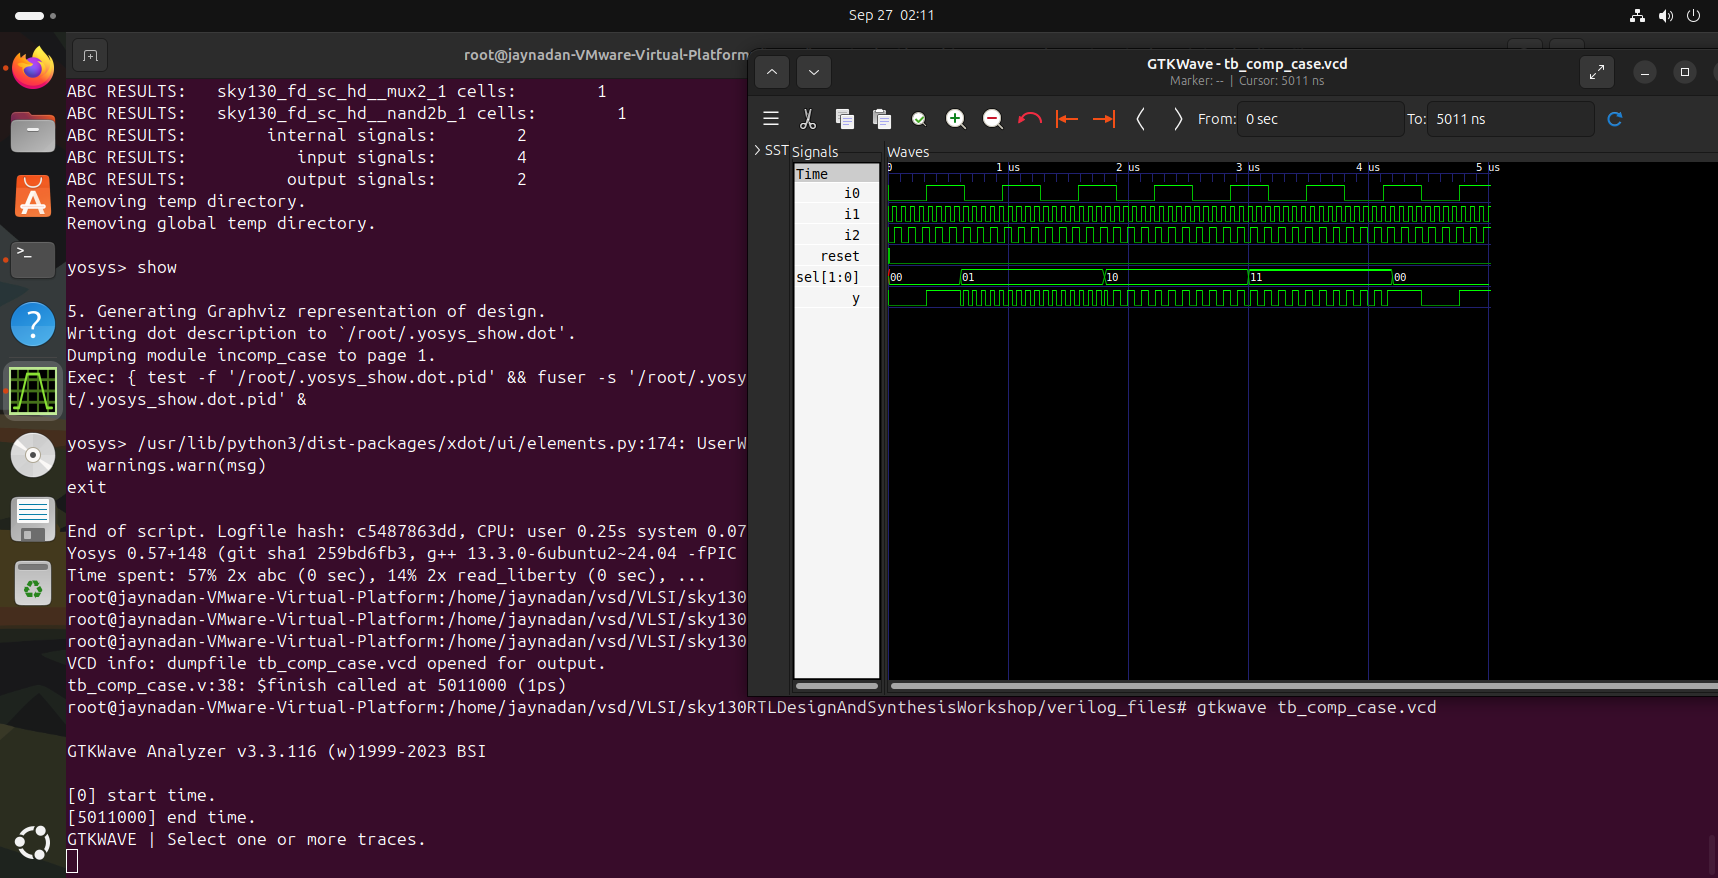 Sep 27 02:11
root@jaynadan-VMware-Virtual-Platform
ABC RESULTS: sky130_fd_sc_hd__mux2_1 cells: 1
ABC RESULTS: sky130_fd_sc_hd__nand2b_1 cells: 1
ABC RESULTS: internal signals: 2
ABC RESULTS: input signals: 4
ABC RESULTS: output signals: 2
Removing temp directory.
Removing global temp directory.
yosys> show
5. Generating Graphviz representation of design.
Writing dot description to `/root/.yosys_show.dot'.
Dumping module incomp_case to page 1.
Exec: { test -f '/root/.yosys_show.dot.pid' && fuser -s '/root/.yosy
t/.yosys_show.dot.pid' &
yosys> /usr/lib/python3/dist-packages/xdot/ui/elements.py:174: UserW
warnings.warn(msg)
exit
End of script. Logfile hash: c5487863dd, CPU: user 0.25s system 0.07
Yosys 0.57+148 (git sha1 259bd6fb3, g++ 13.3.0-6ubuntu2~24.04 -fPIC
Time spent: 57% 2x abc (0 sec), 14% 2x read_liberty (0 sec), ...
root@jaynadan-VMware-Virtual-Platform:/home/jaynadan/vsd/VLSI/sky130
root@jaynadan-VMware-Virtual-Platform:/home/jaynadan/vsd/VLSI/sky130
root@jaynadan-VMware-Virtual-Platform:/home/jaynadan/vsd/VLSI/sky130
VCD info: dumpfile tb_comp_case.vcd opened for output.
tb_comp_case.v:38: $finish called at 5011000 (1ps)
root@jaynadan-VMware-Virtual-Platform:/home/jaynadan/vsd/VLSI/sky130RTLDesignAndSynthesisWorkshop/verilog_files# gtkwave tb_comp_case.vcd
GTKWave Analyzer v3.3.116 (w)1999-2023 BSI
[0] start time.
[5011000] end time.
GTKWAVE | Select one or more traces.
GTKWave - tb_comp_case.vcd
Marker: -- | Cursor: 5011 ns
From: 0 sec To: 5011 ns
SST Signals Waves
Time 0 1 us 2 us 3 us 4 us 5 us
i0
i1
i2
reset
sel[1:0] 00 01 10 11 00
y